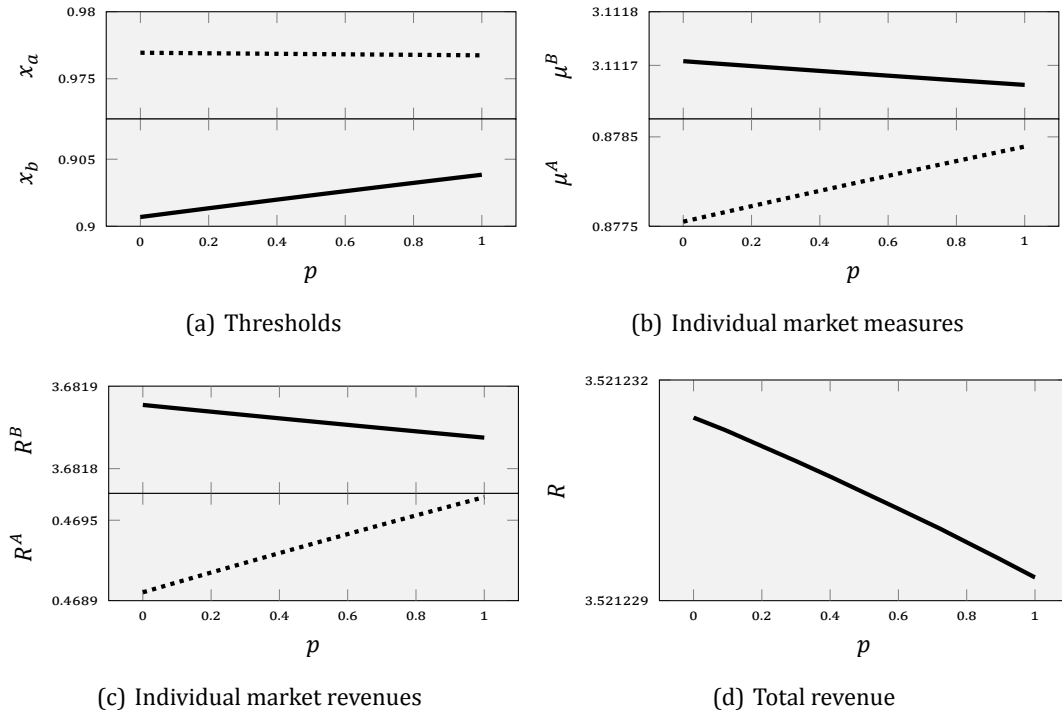 0.98
3.1118
x_a
0.975
μ^B
3.1117
x_b
0.905
0.9
μ^A
0.8785
0.8775
0 0.2 0.4 0.6 0.8 1
0 0.2 0.4 0.6 0.8 1
p
p
(a) Thresholds
(b) Individual market measures
3.6819
3.521232
R^B
3.6818
R
R^A
0.4695
0.4689
3.521229
0 0.2 0.4 0.6 0.8 1
0 0.2 0.4 0.6 0.8 1
p
p
(c) Individual market revenues
(d) Total revenue